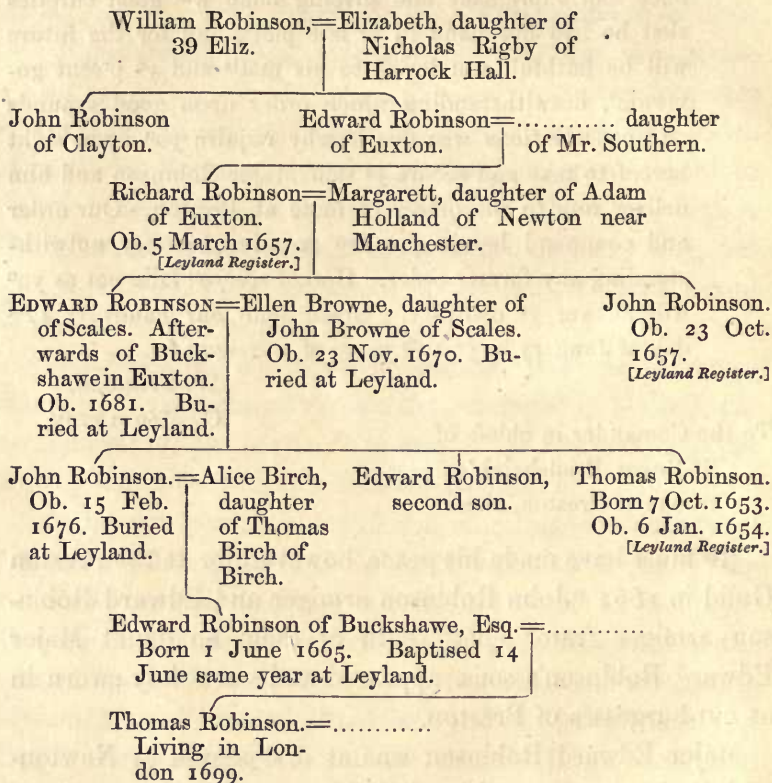 William Robinson,=Elizabeth, daughter of
39 Eliz. Nicholas Rigby of
Harrock Hall.
John Robinson
of Clayton.
Edward Robinson=............ daughter
of Euxton. of Mr. Southern.
Richard Robinson=Margarett, daughter of Adam
of Euxton. Holland of Newton near
Ob. 5 March 1657. Manchester.
[Leyland Register.]
EDWARD ROBINSON=Ellen Browne, daughter of
of Scales. After- John Browne of Scales.
wards of Buck- Ob. 23 Nov. 1670. Bu-
shawe in Euxton. ried at Leyland.
Ob. 1681. Bu-
ried at Leyland.
John Robinson.
Ob. 23 Oct.
1657.
[Leyland Register.]
John Robinson.=Alice Birch,
Ob. 15 Feb. daughter
1676. Buried of Thomas
at Leyland. Birch of
Birch.
Edward Robinson,
second son.
Thomas Robinson.
Born 7 Oct. 1653.
Ob. 6 Jan. 1654.
[Leyland Register.]
Edward Robinson of Buckshawe, Esq.=............
Born 1 June 1665. Baptised 14
June same year at Leyland.
Thomas Robinson.=............
Living in Lon-
don 1699.